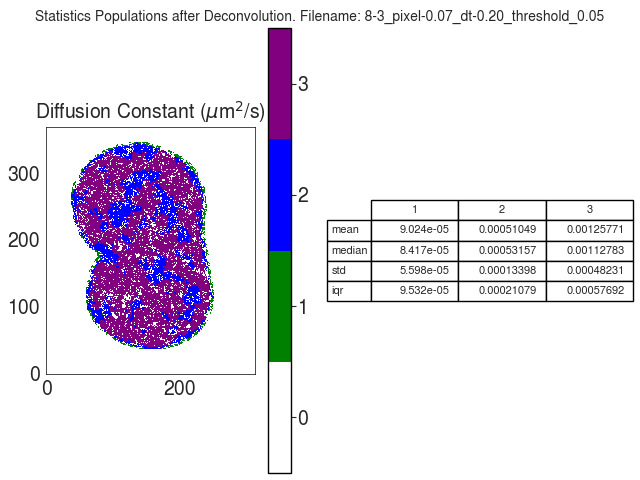 Statistics Populations after Deconvolution. Filename: 8-3_pixel-0.07_dt-0.20_threshold_0.05
Diffusion Constant (μm²/s)
300
200
100
0
0 200
3
2
1
0
1 2 3
mean 9.024e-05 0.00051049 0.00125771
median 8.417e-05 0.00053157 0.00112783
std 5.598e-05 0.00013398 0.00048231
iqr 9.532e-05 0.00021079 0.00057692